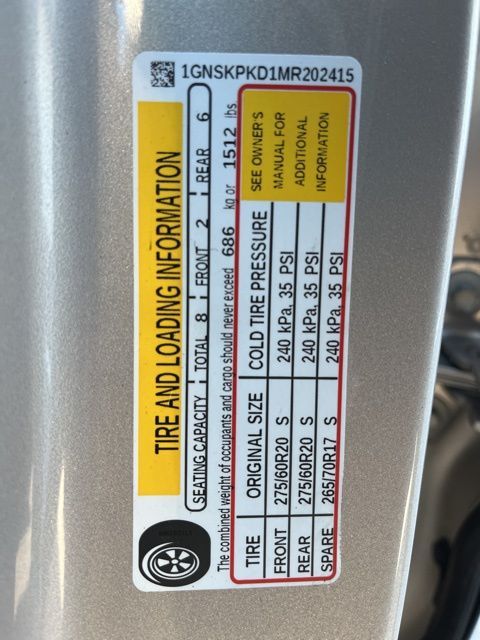 1GNSKPKD1MR202415
TIRE AND LOADING INFORMATION
SEATING CAPACITY TOTAL 8 FRONT 2 REAR 6
The combined weight of occupants and cargo should never exceed 686 kg or 1512 lbs.
TIRE ORIGINAL SIZE COLD TIRE PRESSURE SEE OWNER'S
FRONT 275/60R20 S 240 kPa, 35 PSI MANUAL FOR
REAR 275/60R20 S 240 kPa, 35 PSI ADDITIONAL
SPARE 265/70R17 S 240 kPa, 35 PSI INFORMATION